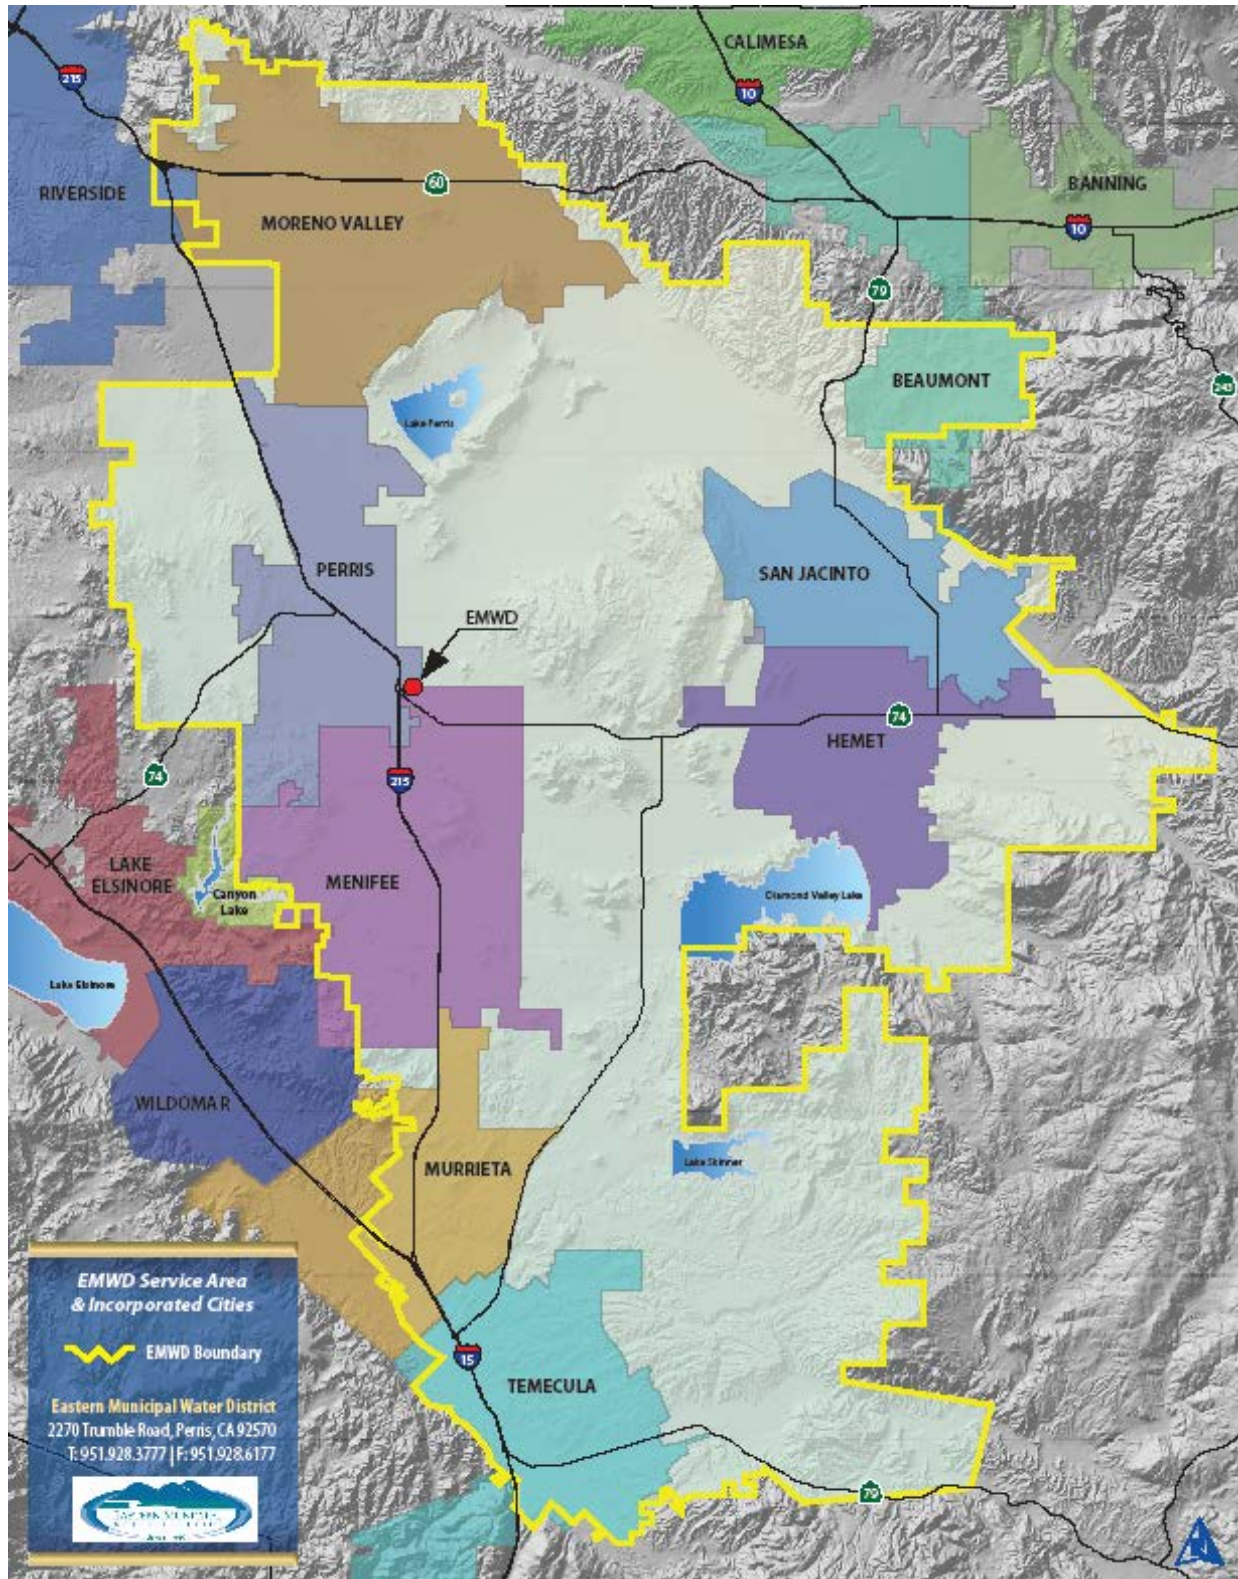 CALIMESA
215
10
RIVERSIDE
60
BANNING
MORENO VALLEY
10
79
BEAUMONT
243
Lake Perris
PERRIS
SAN JACINTO
EMWD
74
HEMET
74
215
LAKE
ELSINORE
MENIFEE
Canyon
Lake
Diamond Valley Lake
Lake Elsinore
WILDOMAR
MURRIETA
Lake Skinner
EMWD Service Area
& Incorporated Cities
EMWD Boundary
15
TEMECULA
Eastern Municipal Water District
2270 Trumble Road, Perris, CA 92570
T: 951.928.3777 | F: 951.928.6177
79
EASTERN MUNICIPAL
N